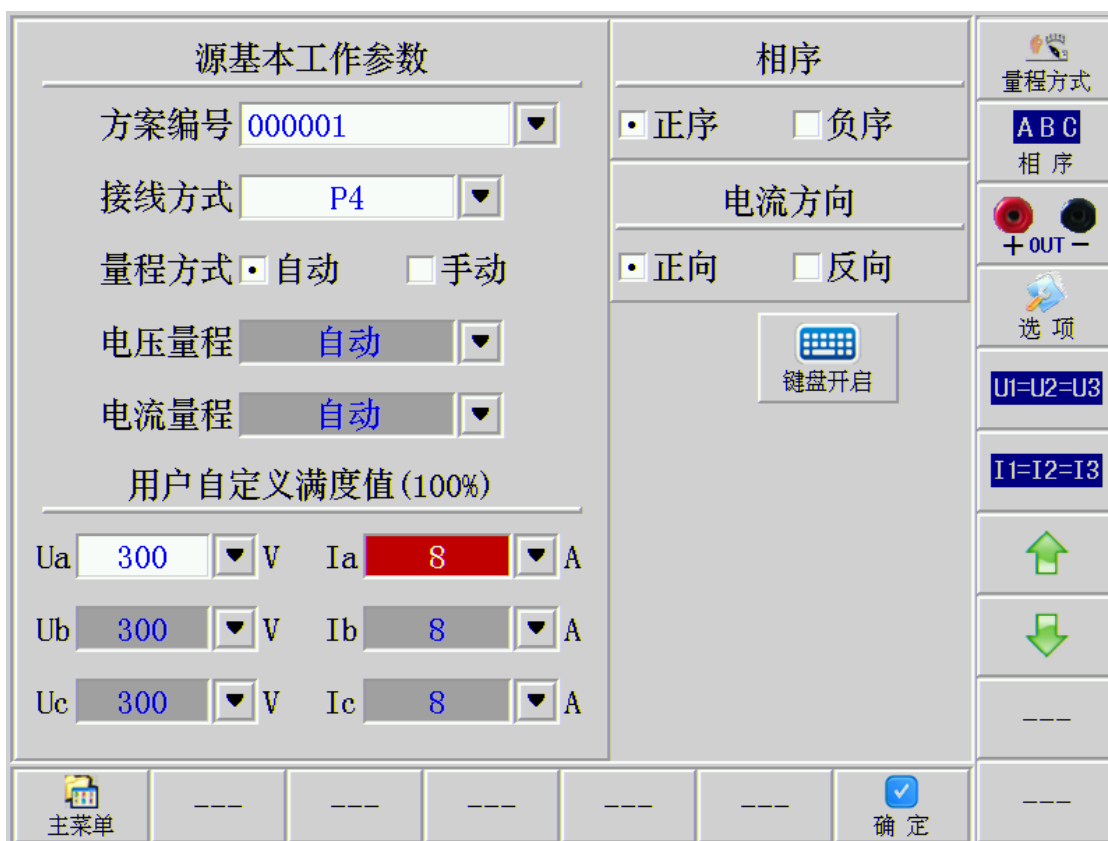 源基本工作参数
方案编号 000001
接线方式 P4
量程方式 自动 手动
电压量程 自动
电流量程 自动
用户自定义满度值(100%)
Ua 300 V Ia 8 A
Ub 300 V Ib 8 A
Uc 300 V Ic 8 A
相序
正序 负序
电流方向
正向 反向
键盘开启
量程方式
A B C
相 序
+ OUT -
选 项
U1=U2=U3
I1=I2=I3
---
---
主菜单 --- --- --- --- --- 确 定